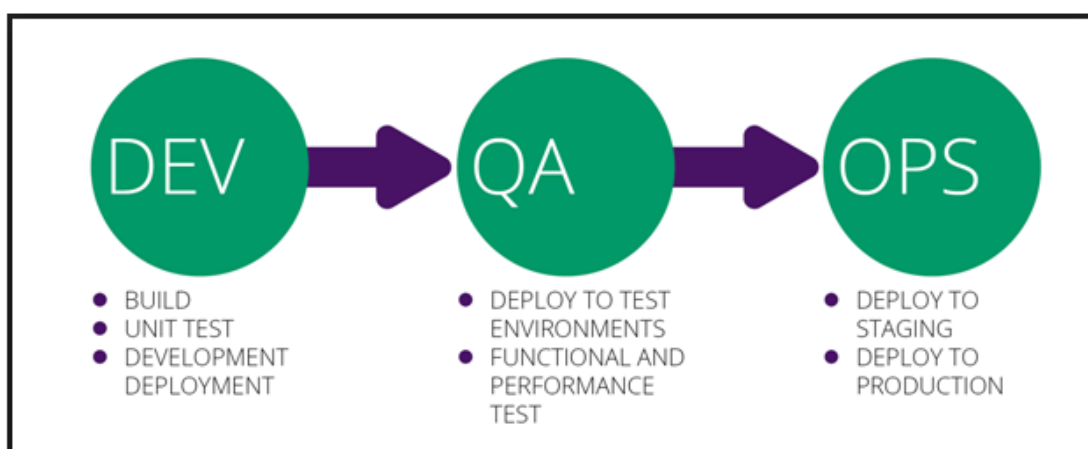 DEV
QA
OPS
BUILD
UNIT TEST
DEVELOPMENT
DEPLOYMENT
DEPLOY TO TEST
ENVIRONMENTS
FUNCTIONAL AND
PERFORMANCE
TEST
DEPLOY TO
STAGING
DEPLOY TO
PRODUCTION